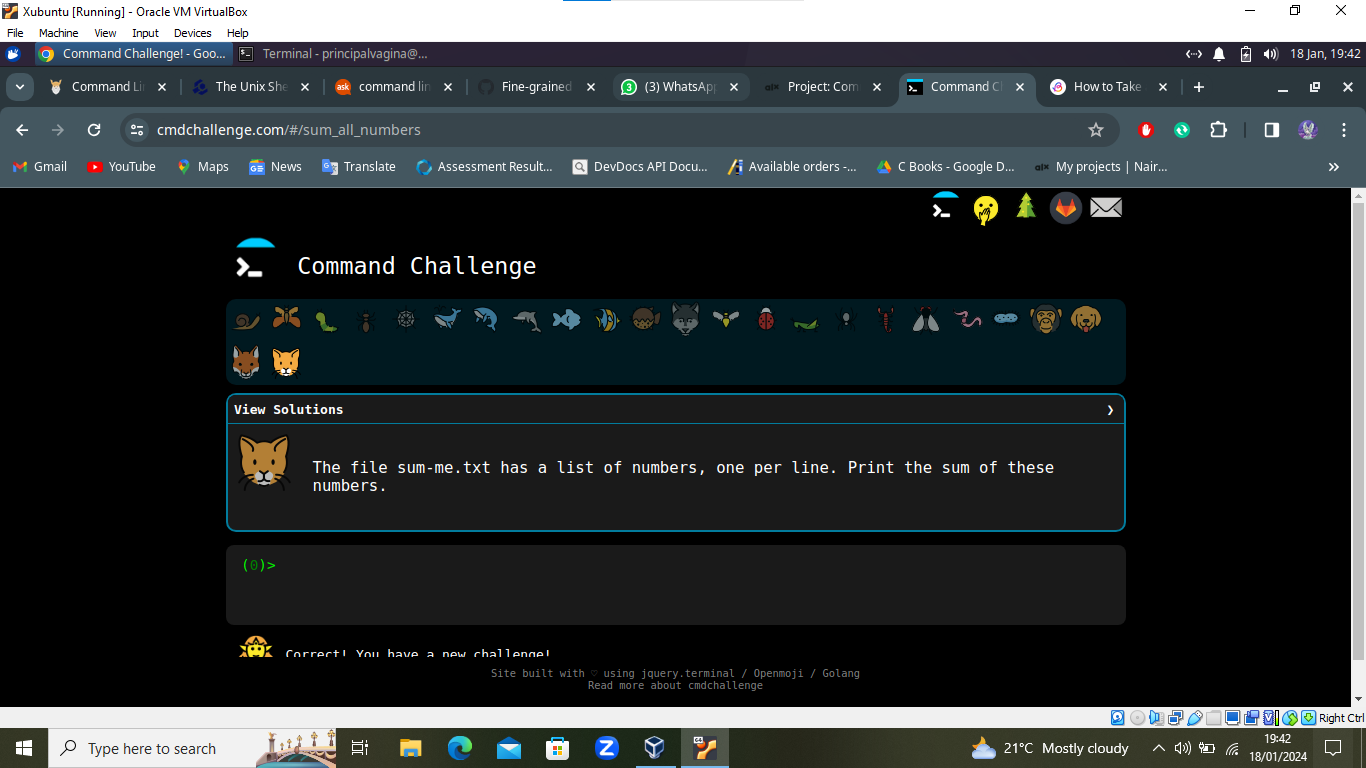 Xubuntu [Running] - Oracle VM VirtualBox
File Machine View Input Devices Help
Command Challenge! - Goo... Terminal - principalvagina@... 18 Jan, 19:42
Command Li The Unix She ask command lin Fine-grained 3 (3) WhatsApp Project: Com Command Ch How to Take
cmdchallenge.com/#/sum_all_numbers
Gmail YouTube Maps News Translate Assessment Result... DevDocs API Docu... Available orders -... C Books - Google D... alx My projects | Nair... »
Command Challenge
View Solutions
The file sum-me.txt has a list of numbers, one per line. Print the sum of these
numbers.
(0)>
Correct! You have a new challenge!
Site built with ♡ using jquery.terminal / Openmoji / Golang
Read more about cmdchallenge
Right Ctrl
Type here to search 21°C Mostly cloudy 19:42
18/01/2024